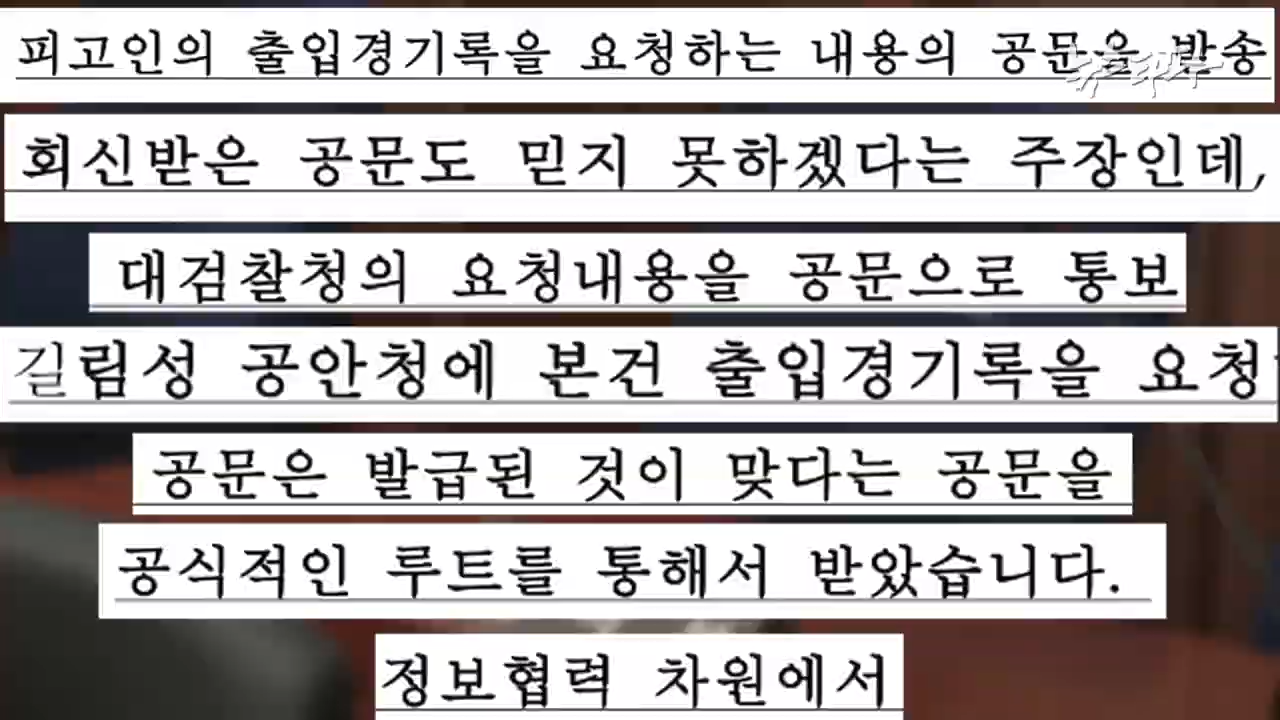 피고인의 출입경기록을 요청하는 내용의 공문을 발송
뉴스타파
회신받은 공문도 믿지 못하겠다는 주장인데,
대검찰청의 요청내용을 공문으로 통보
길림성 공안청에 본건 출입경기록을 요청
공문은 발급된 것이 맞다는 공문을
공식적인 루트를 통해서 받았습니다.
정보협력 차원에서